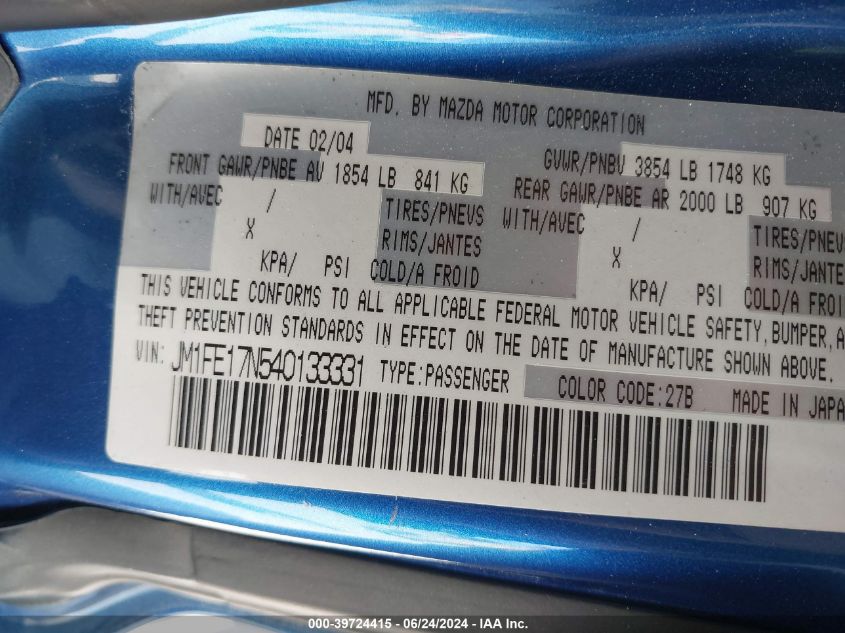 MFD. BY MAZDA MOTOR CORPORATION
DATE 02/04 GVWR/PNBV 3854 LB 1748 KG
FRONT GAWR/PNBE AV 1854 LB 841 KG REAR GAWR/PNBE AR 2000 LB 907 KG
WITH/AVEC / TIRES/PNEUS WITH/AVEC / TIRES/PNEU
X RIMS/JANTES X RIMS/JANTE
KPA/ PSI COLD/A FROID KPA/ PSI COLD/A FROI
THIS VEHICLE CONFORMS TO ALL APPLICABLE FEDERAL MOTOR VEHICLE SAFETY, BUMPER, A
THEFT PREVENTION STANDARDS IN EFFECT ON THE DATE OF MANUFACTURE SHOWN ABOVE.
VIN: JM1FE17N540133331 TYPE:PASSENGER COLOR CODE:27B MADE IN JAPA
000-39724415 - 06/24/2024 - IAA Inc.